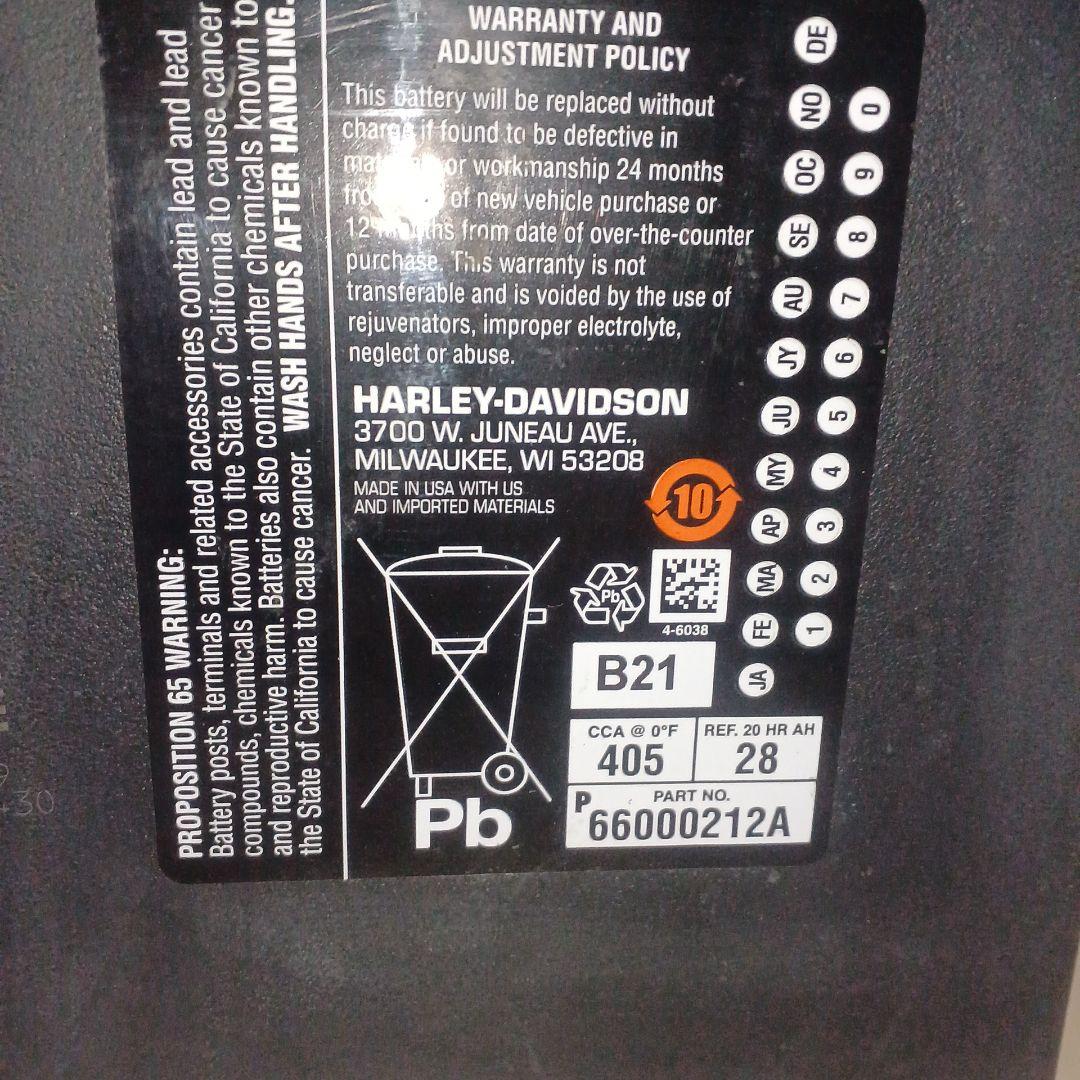 PROPOSITION 65 WARNING:
Battery posts, terminals and related accessories contain lead and lead
compounds, chemicals known to the State of California to cause cancer
and reproductive harm. Batteries also contain other chemicals known to
the State of California to cause cancer. WASH HANDS AFTER HANDLING.
WARRANTY AND
ADJUSTMENT POLICY
This battery will be replaced without
charge if found to be defective in
or workmanship 24 months
of new vehicle purchase or
12 from date of over-the-counter
purchase. This warranty is not
transferable and is voided by the use of
rejuvenators, improper electrolyte,
neglect or abuse.
HARLEY-DAVIDSON
3700 W. JUNEAU AVE.,
MILWAUKEE, WI 53208
MADE IN USA WITH US
AND IMPORTED MATERIALS
10
Pb
4-6038
B21
CCA @ 0°F
405
REF. 20 HR AH
28
PART NO.
P 66000212A
Pb
JA FE MA AP MY JU JY AU SE OC NO DE
1 2 3 4 5 6 7 8 9 0
30